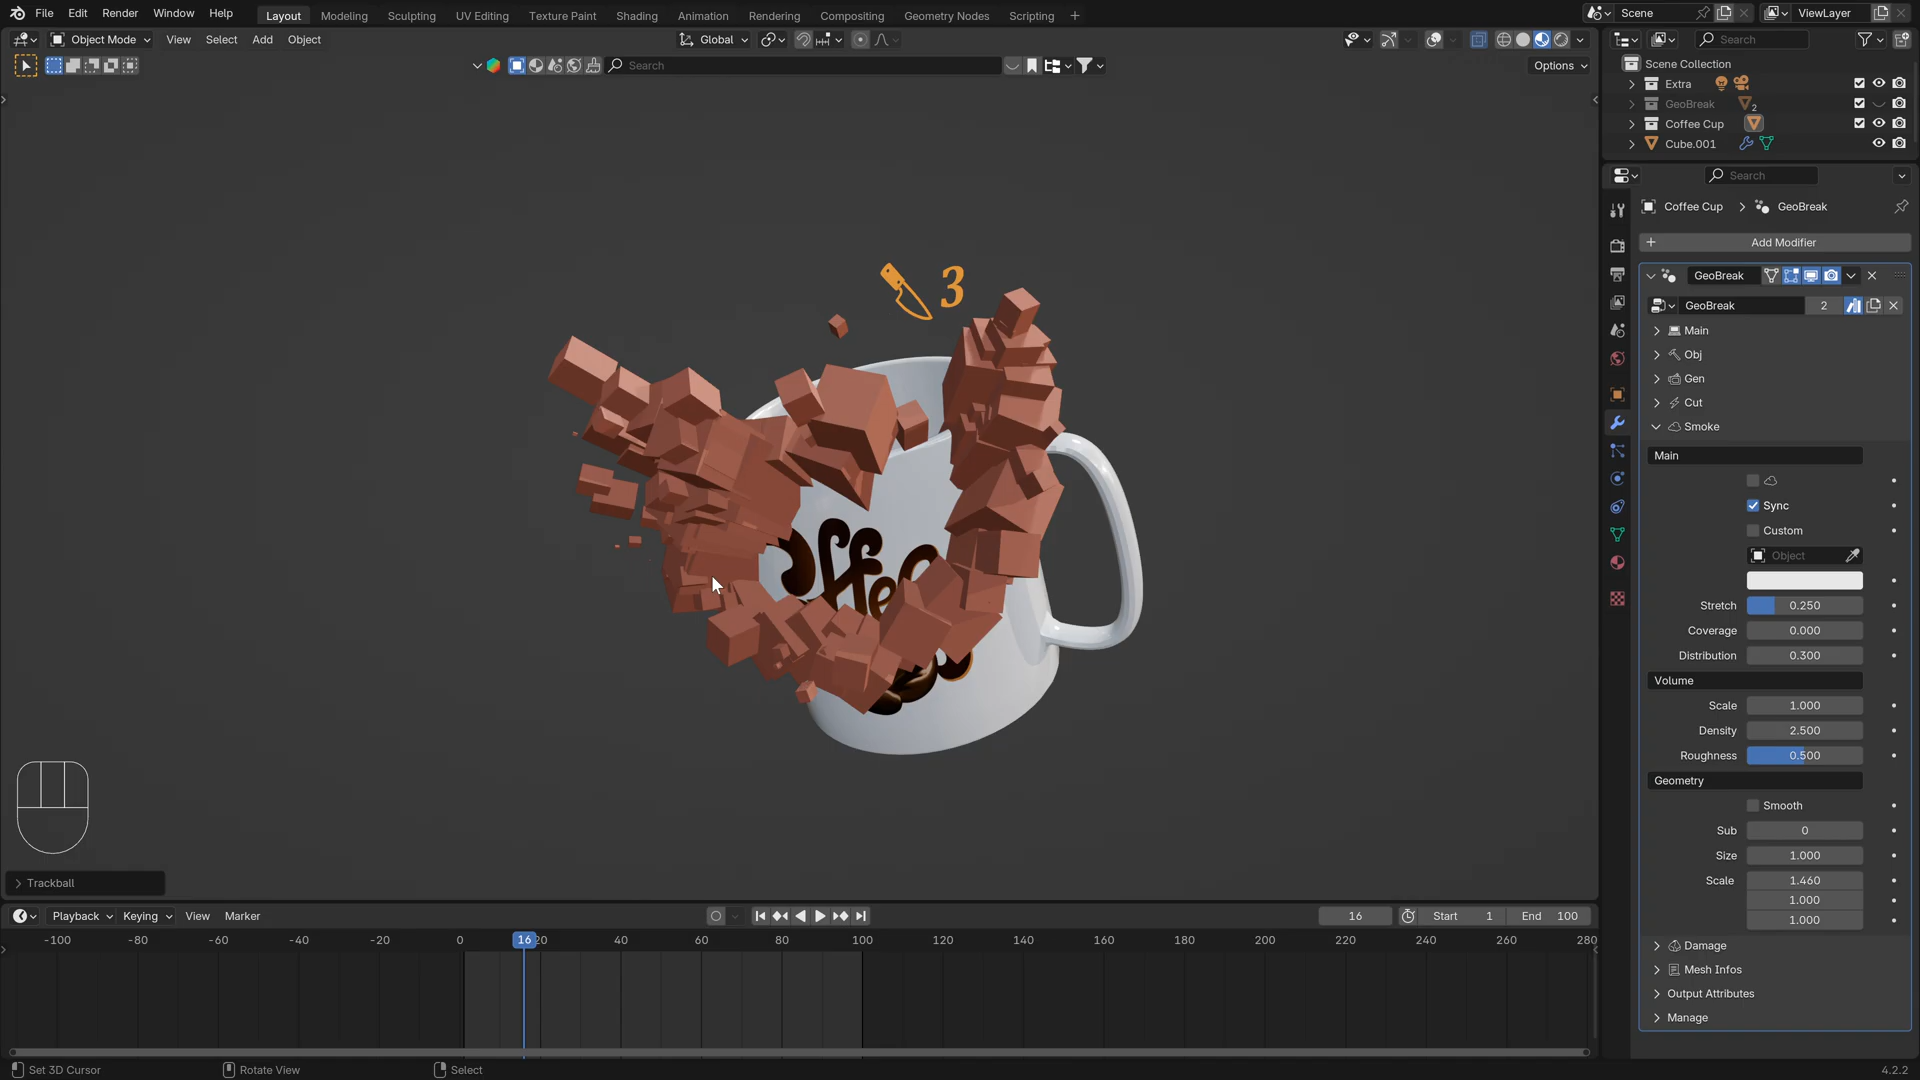 File Edit Render Window Help Layout Modeling Sculpting UV Editing Texture Paint Shading Animation Rendering Compositing Geometry Nodes Scripting + Scene ViewLayer
Object Mode View Select Add Object Global Search
Search Options
Scene Collection
Extra
GeoBreak 2
Coffee Cup
Cube.001
Search
Coffee Cup > GeoBreak
+ Add Modifier
GeoBreak
GeoBreak 2
Main
Obj
Gen
Cut
Smoke
Main
Sync
Custom
Object
Stretch 0.250
Coverage 0.000
Distribution 0.300
Volume
Scale 1.000
Density 2.500
Roughness 0.500
Geometry
Smooth
Sub 0
Size 1.000
Scale 1.460
1.000
1.000
Damage
Mesh Infos
Output Attributes
Manage
3
Trackball
Playback Keying View Marker 16 Start 1 End 100
-100 -80 -60 -40 -20 0 16 20 40 60 80 100 120 140 160 180 200 220 240 260 280
Set 3D Cursor Rotate View Select 4.2.2